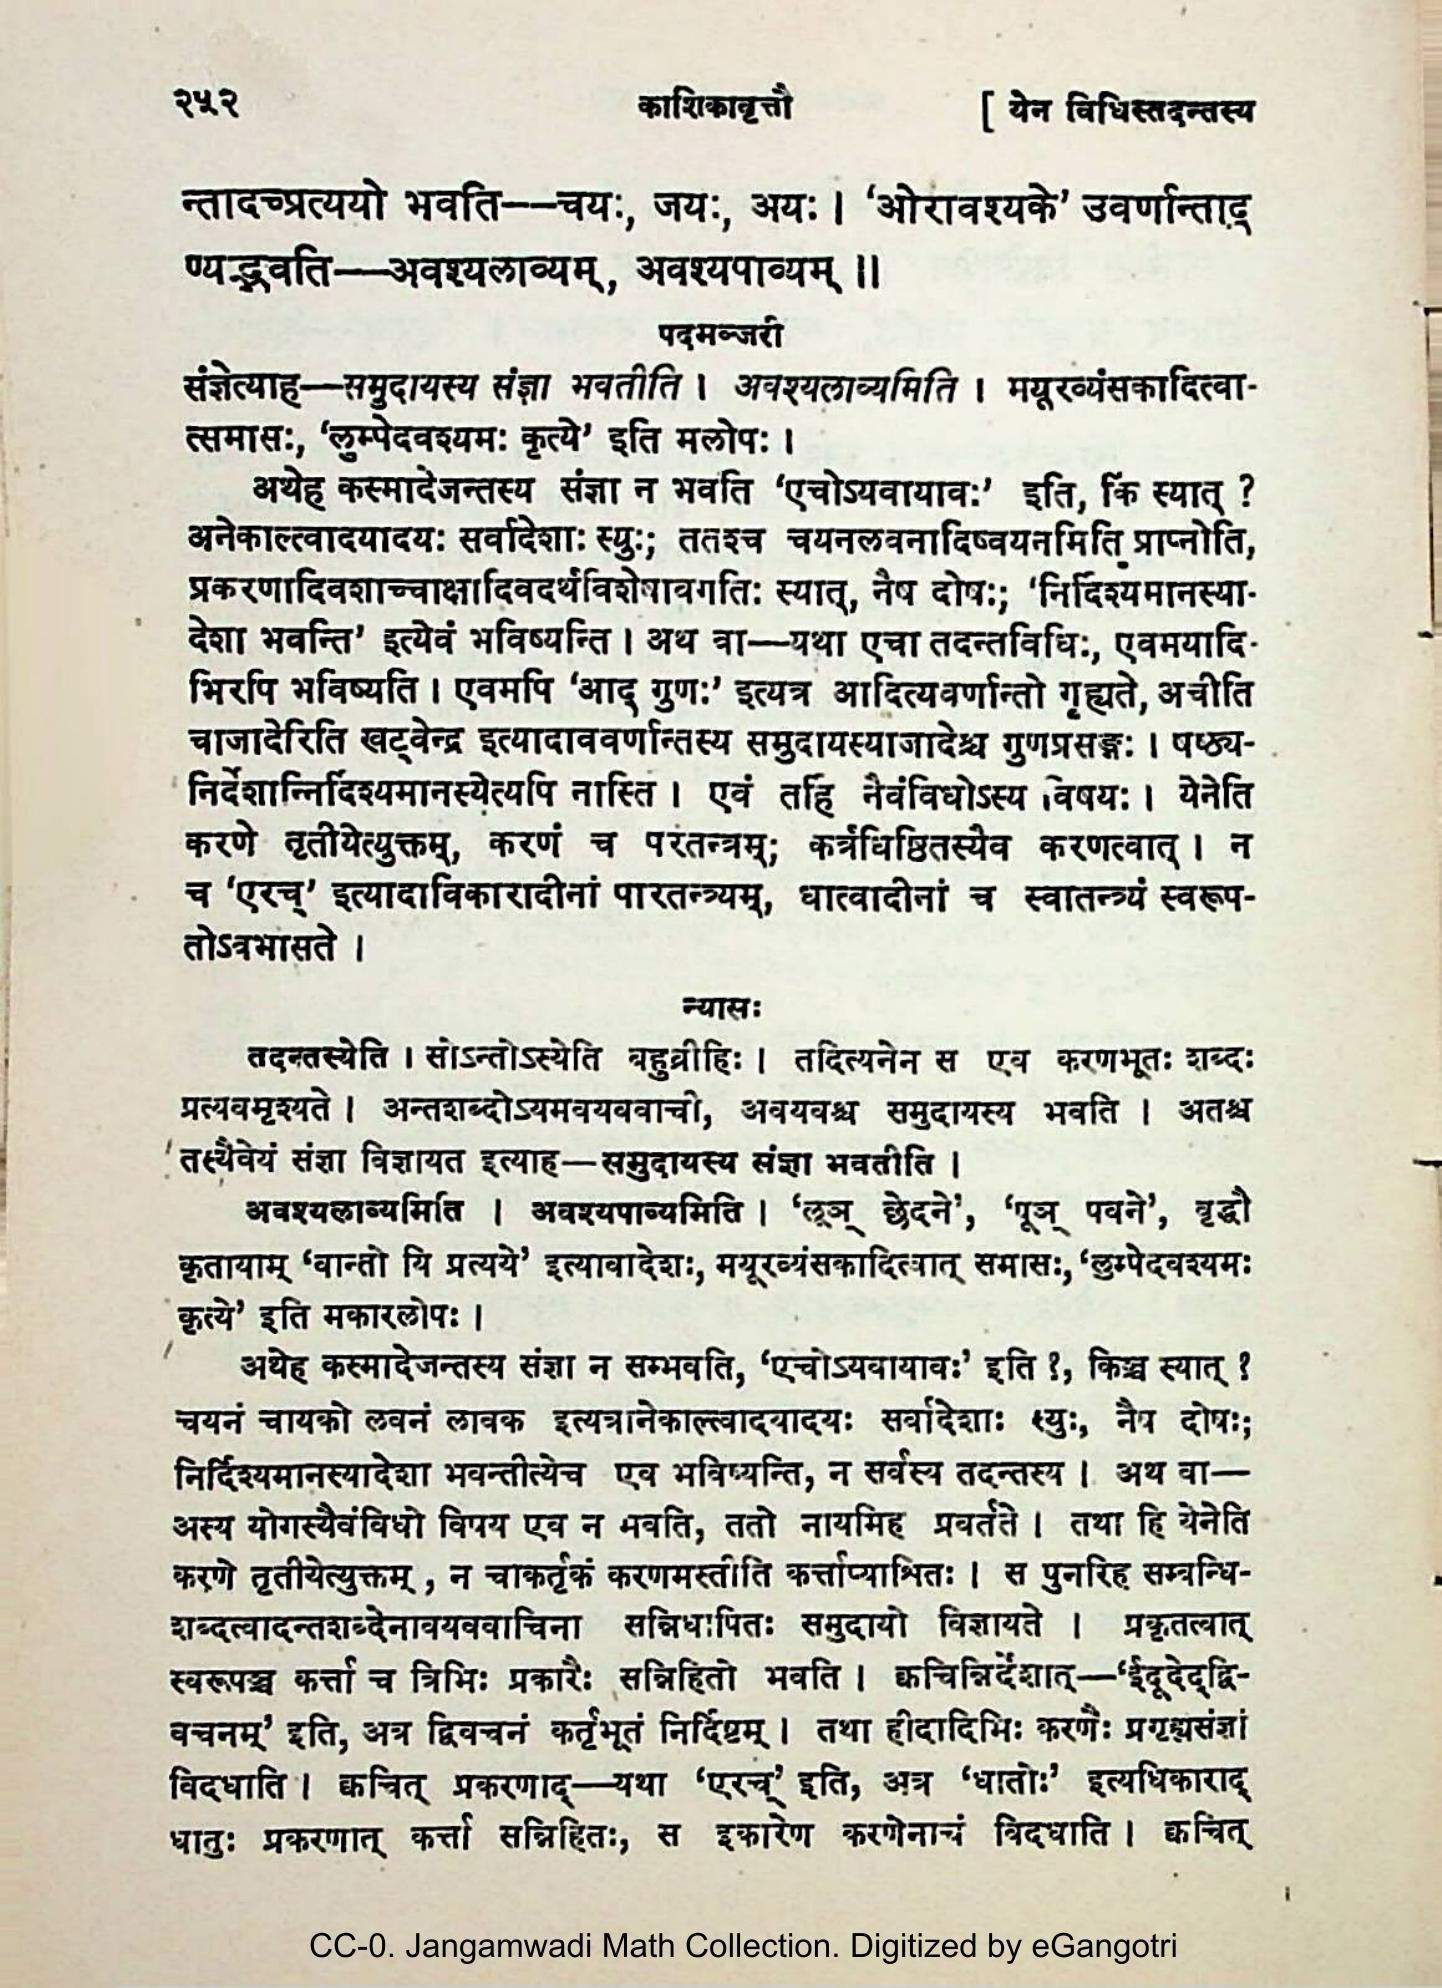 २५२ काशिकावृत्तौ [ येन विधिस्तदन्तस्य
न्तादच्प्रत्ययो भवति––चयः, जयः, अयः। ‘ओरावश्यके’ उवर्णान्ताद्
ण्यद्भवति––अवश्यलाव्यम्, अवश्यपाव्यम् ॥
पदमञ्जरी
संज्ञेत्याह—समुदायस्य संज्ञा भवतीति। अवश्यलाव्यमिति। मयूरव्यंसकादित्वा-
त्समासः, ‘लुम्पेदवश्यमः कृत्ये’ इति मलोपः।
अथेह कस्मादेजन्तस्य संज्ञा न भवति ‘एचोऽयवायावः’ इति, किं स्यात् ?
अनेकाल्त्वादयादयः सर्वादेशाः स्युः; ततश्च चयनलवनादिष्वयनमिति प्राप्नोति,
प्रकरणादिवशाच्चाक्षादिवदर्थविशेषावगतिः स्यात्, नैष दोषः; ‘निर्दिश्यमानस्या-
देशा भवन्ति’ इत्येवं भविष्यन्ति। अथ वा—यथा एचा तदन्तविधिः, एवमयादि-
भिरपि भविष्यति। एवमपि ‘आद् गुणः’ इत्यत्र आदित्यवर्णान्तो गृह्यते, अचीति
चाजादेरिति खट्वेन्द्र इत्यादाववर्णान्तस्य समुदायस्याजादेश्च गुणप्रसङ्गः। षष्ठ्य-
निर्देशान्निर्दिश्यमानस्येत्यपि नास्ति। एवं तर्हि नैवंविधोऽस्य विषयः। येनेति
करणे तृतीयेत्युक्तम्, करणं च परतन्त्रम्; कर्त्रधिष्ठितस्यैव करणत्वात्। न
च ‘एरच्’ इत्यादाविकारादीनां पारतन्त्र्यम्, धात्वादीनां च स्वातन्त्र्यं स्वरूप-
तोऽत्रभासते।
न्यासः
तदन्तस्येति। सोऽन्तोऽस्येति बहुव्रीहिः। तदित्यनेन स एव करणभूतः शब्दः
प्रत्यवमृश्यते। अन्तशब्दोऽयमवयववाची, अवयवश्च समुदायस्य भवति। अतश्च
तस्यैवेयं संज्ञा विज्ञायत इत्याह—समुदायस्य संज्ञा भवतीति।
अवश्यलाव्यमिति। अवश्यपाव्यमिति। ‘लूञ् छेदने’, ‘पूञ् पवने’, वृद्धौ
कृतायाम् ‘वान्तो यि प्रत्यये’ इत्यावादेशः, मयूरव्यंसकादित्वात् समासः, ‘लुम्पेदवश्यमः
कृत्ये’ इति मकारलोपः।
अथेह कस्मादेजन्तस्य संज्ञा न सम्भवति, ‘एचोऽयवायावः’ इति ?, किञ्च स्यात् ?
चयनं चायको लवनं लावक इत्यत्रानेकाल्त्वादयादयः सर्वादेशाः स्युः, नैष दोषः;
निर्दिश्यमानस्यादेशा भवन्तीत्येच एव भविष्यन्ति, न सर्वस्य तदन्तस्य। अथ वा—
अस्य योगस्यैवंविधो विषय एव न भवति, ततो नायमिह प्रवर्तते। तथा हि येनेति
करणे तृतीयेत्युक्तम्, न चाकर्तृकं करणमस्तीति कर्त्ताप्याश्रितः। स पुनरिह सम्बन्धि-
शब्दत्वादन्तशब्देनावयववाचिना सन्निधापितः समुदायो विज्ञायते। प्रकृतत्वात्
स्वरूपञ्च कर्त्ता च त्रिभिः प्रकारैः सन्निहितो भवति। क्वचिन्निर्देशात्—‘ईदूदेद्द्वि-
वचनम्’ इति, अत्र द्विवचनं कर्तृभूतं निर्दिष्टम्। तथा हीदादिभिः करणैः प्रगृह्यसंज्ञां
विदधाति। क्वचित् प्रकरणाद्—यथा ‘एरच्’ इति, अत्र ‘धातोः’ इत्यधिकाराद्
धातुः प्रकरणात् कर्त्ता सन्निहितः, स इकारेण करणेनाचं विदधाति। क्वचित्
CC-0. Jangamwadi Math Collection. Digitized by eGangotri